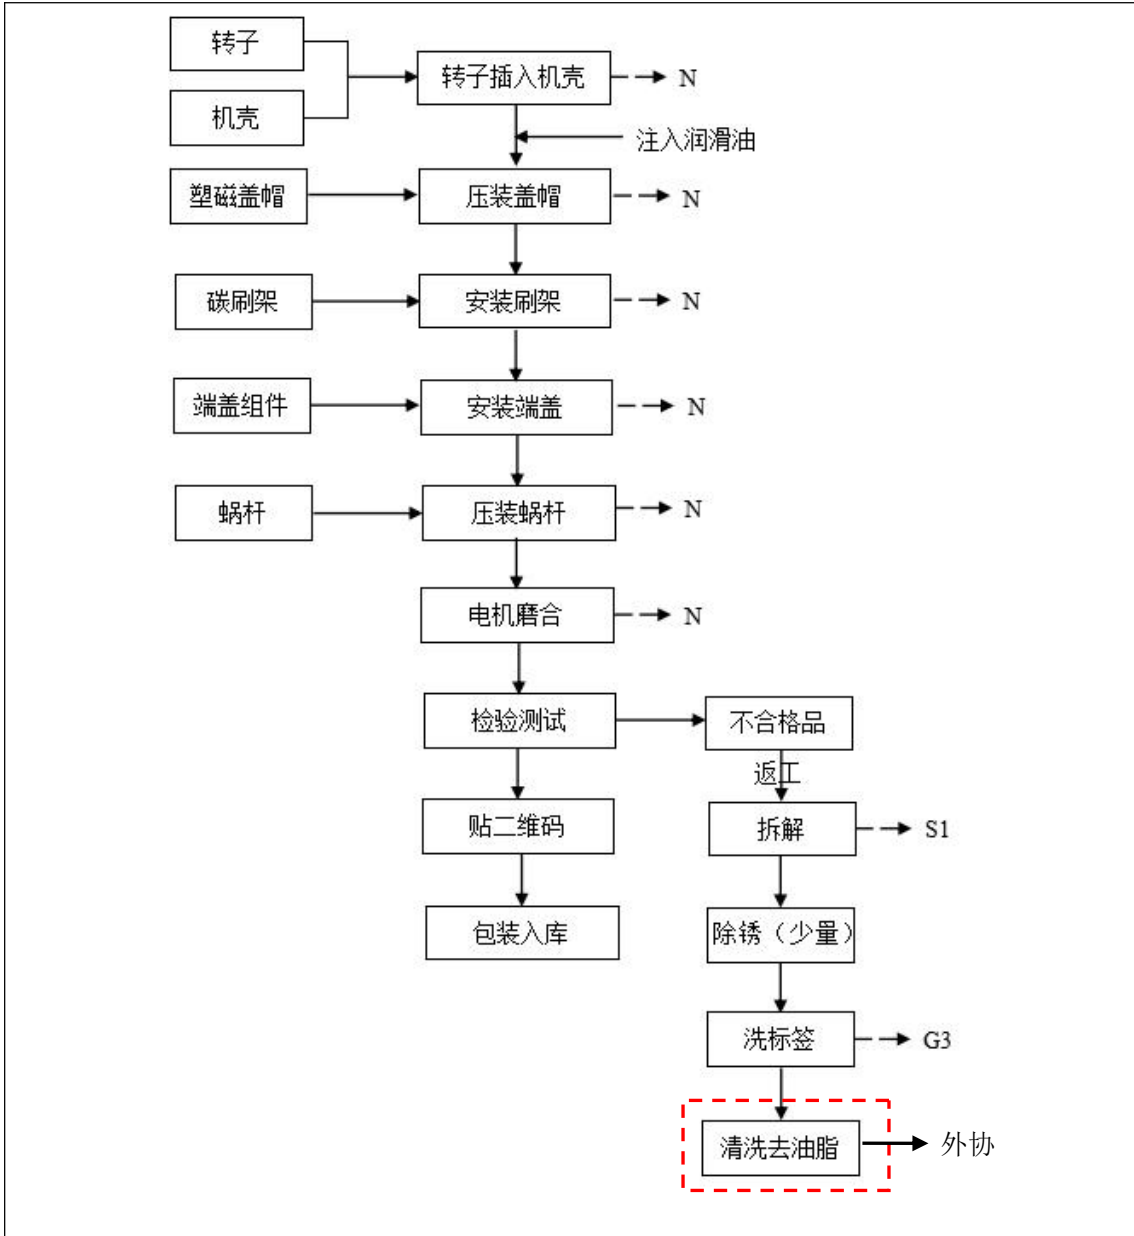 转子
机壳
转子插入机壳
N
注入润滑油
塑磁盖帽
压装盖帽
N
碳刷架
安装刷架
N
端盖组件
安装端盖
N
蜗杆
压装蜗杆
N
电机磨合
N
检验测试
不合格品
返工
贴二维码
拆解
S1
包装入库
除锈（少量）
洗标签
G3
清洗去油脂
外协